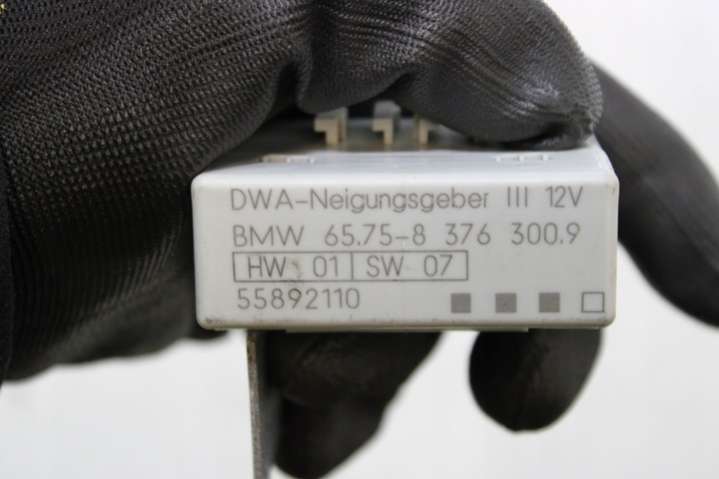 DWA-Neigungsgeber III 12V
BMW 65.75-8 376 300.9
HW 01 SW 07
55892110